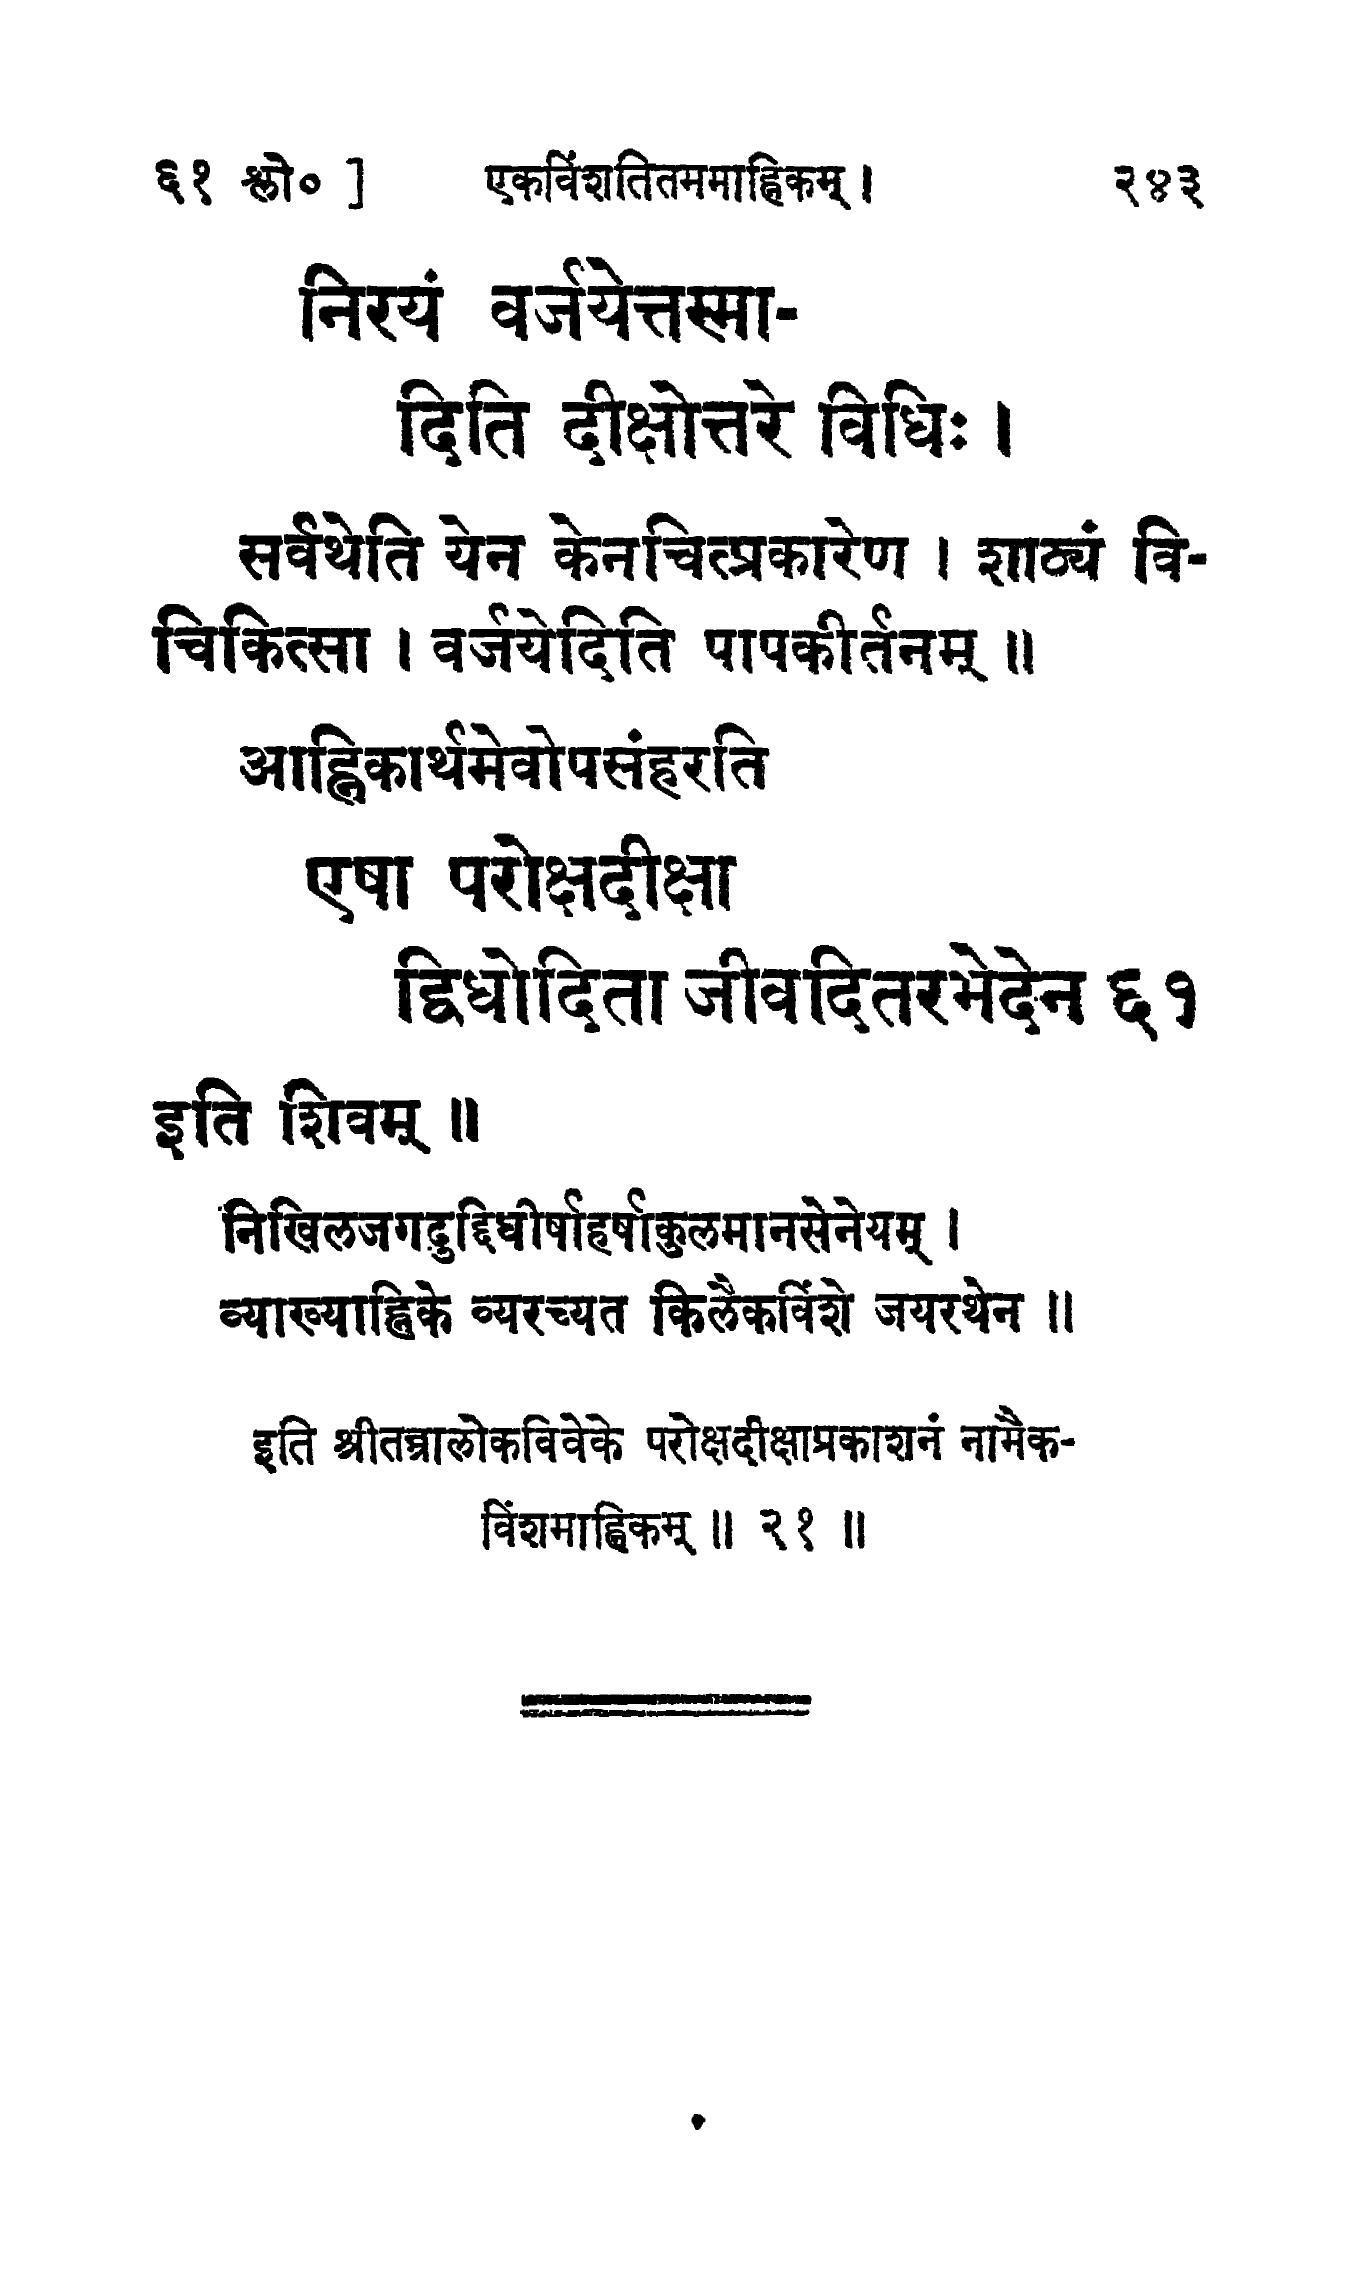 ६१ श्लो० ] एकविंशतितममाह्निकम् । २४३
निरयं वर्जयेत्तस्मा-
दिति दीक्षोत्तरे विधिः ।
सर्वथेति येन केनचित्प्रकारेण । शाठ्यं वि-
चिकित्सा । वर्जयेदिति पापकीर्तनम् ॥
आह्निकार्थमेवोपसंहरति
एषा परोक्षदीक्षा
द्विधोदिता जीवदितरभेदेन ६१
इति शिवम् ॥
निखिलजगदुद्दिधीर्षाहर्षाकुलमानसेनेयम् ।
व्याख्याह्निके व्यरच्यत किलैकविंशे जयरथेन ॥
इति श्रीतन्त्रालोकविवेके परोक्षदीक्षाप्रकाशनं नामैक-
विंशमाह्निकम् ॥ २१ ॥